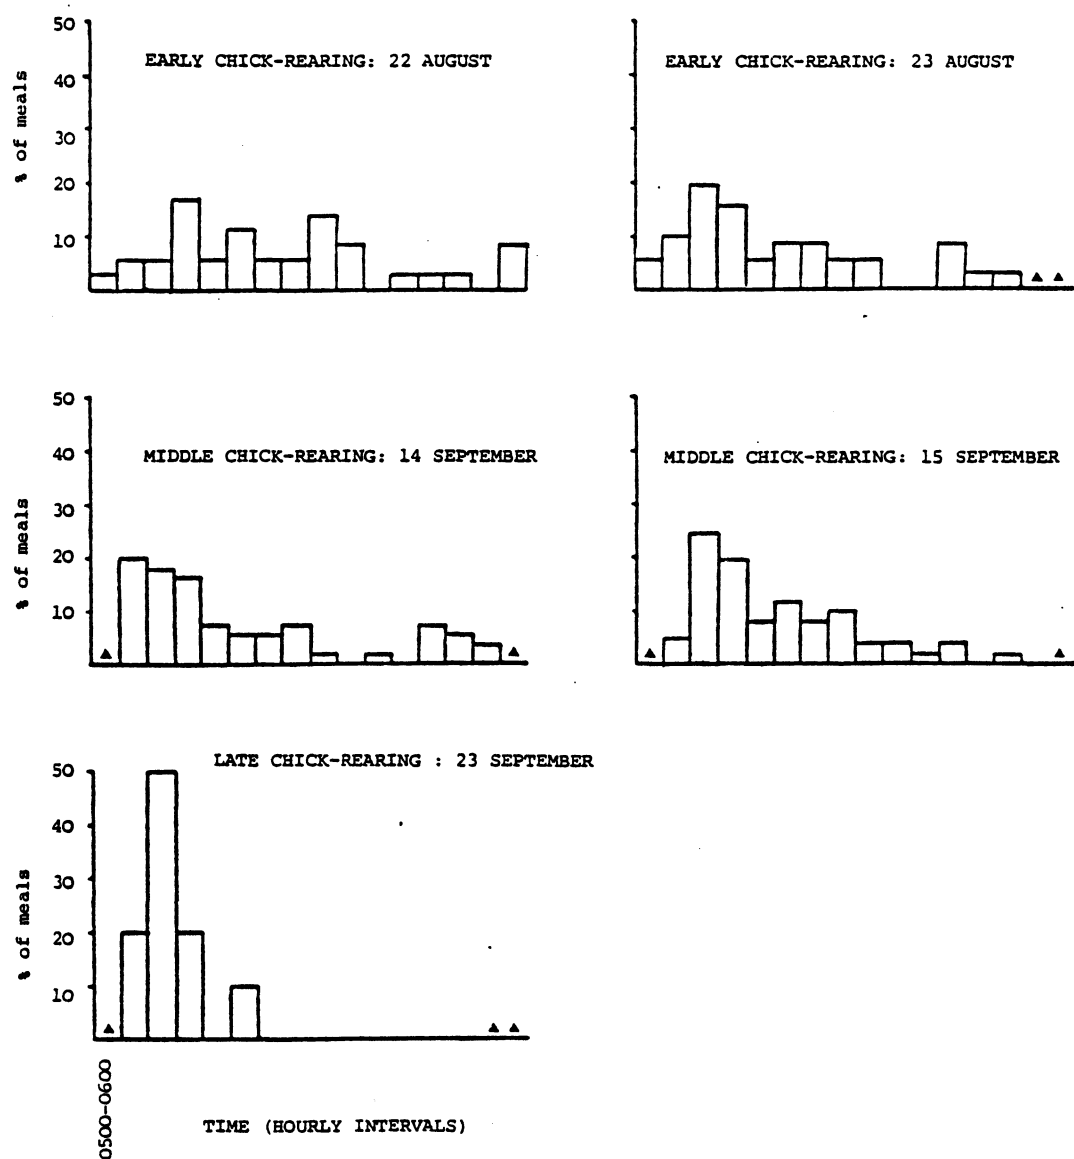 50
EARLY CHICK-REARING: 22 AUGUST
40
30
20
10
% of meals
EARLY CHICK-REARING: 23 AUGUST
50
40
MIDDLE CHICK-REARING: 14 SEPTEMBER
30
20
10
% of meals
MIDDLE CHICK-REARING: 15 SEPTEMBER
LATE CHICK-REARING : 23 SEPTEMBER
50
40
30
20
10
% of meals
0500-0600
TIME (HOURLY INTERVALS)